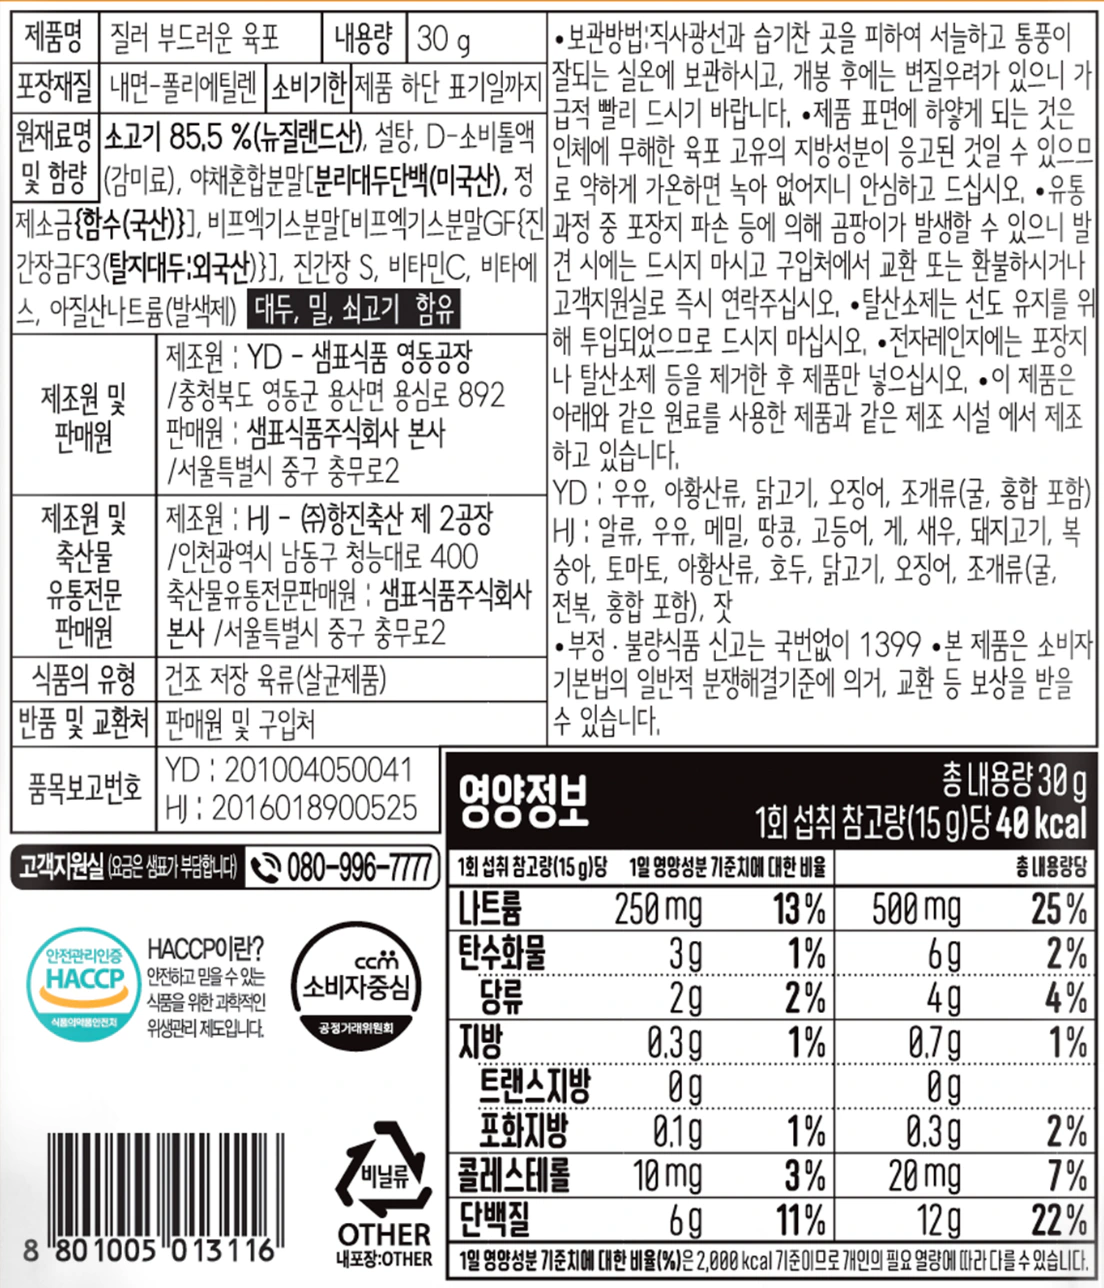 제품명 질러 부드러운 육포 내용량 30 g
포장재질 내면-폴리에틸렌 소비기한 제품 하단 표기일까지
원재료명 및 함량 소고기 85.5 %(뉴질랜드산), 설탕, D-소비톨액
(감미료), 야채혼합분말[분리대두단백(미국산), 정
제소금{함수(국산)}], 비프엑기스분말[비프엑기스분말GF{진
간장금F3(탈지대두:외국산)}], 진간장 S, 비타민C, 비타에
스, 아질산나트륨(발색제) 대두, 밀, 쇠고기 함유
제조원 및
판매원
제조원 : YD - 샘표식품 영동공장
/충청북도 영동군 용산면 용심로 892
판매원 : 샘표식품주식회사 본사
/서울특별시 중구 충무로2
제조원 및
축산물
유통전문
판매원
제조원 : HJ - ㈜항진축산 제 2공장
/인천광역시 남동구 청능대로 400
축산물유통전문판매원 : 샘표식품주식회사
본사 /서울특별시 중구 충무로2
식품의 유형 건조 저장 육류(살균제품)
반품 및 교환처 판매원 및 구입처
품목보고번호
YD : 201004050041
HJ : 2016018900525
•보관방법:직사광선과 습기찬 곳을 피하여 서늘하고 통풍이
잘되는 실온에 보관하시고, 개봉 후에는 변질우려가 있으니 가
급적 빨리 드시기 바랍니다. •제품 표면에 하얗게 되는 것은
인체에 무해한 육포 고유의 지방성분이 응고된 것일 수 있으므
로 약하게 가온하면 녹아 없어지니 안심하고 드십시오. •유통
과정 중 포장지 파손 등에 의해 곰팡이가 발생할 수 있으니 발
견 시에는 드시지 마시고 구입처에서 교환 또는 환불하시거나
고객지원실로 즉시 연락주십시오. •탈산소제는 선도 유지를 위
해 투입되었으므로 드시지 마십시오. •전자레인지에는 포장지
나 탈산소제 등을 제거한 후 제품만 넣으십시오. •이 제품은
아래와 같은 원료를 사용한 제품과 같은 제조 시설 에서 제조
하고 있습니다.
YD : 우유, 아황산류, 닭고기, 오징어, 조개류(굴, 홍합 포함)
HJ : 알류, 우유, 메밀, 땅콩, 고등어, 게, 새우, 돼지고기, 복
숭아, 토마토, 아황산류, 호두, 닭고기, 오징어, 조개류(굴,
전복, 홍합 포함), 잣
•부정 · 불량식품 신고는 국번없이 1399 •본 제품은 소비자
기본법의 일반적 분쟁해결기준에 의거, 교환 등 보상을 받을
수 있습니다.
고객지원실 (요금은 샘표가 부담합니다) 080-996-7777
안전관리인증
HACCP
식품의약품안전처
HACCP이란?
안전하고 믿을 수 있는
식품을 위한 과학적인
위생관리 제도입니다.
ccm
소비자중심
공정거래위원회
8 801005 013116
비닐류
OTHER
내포장:OTHER
영양정보
총 내용량 30 g
1회 섭취 참고량(15 g)당 40 kcal
1회 섭취 참고량(15 g)당 1일 영양성분 기준치에 대한 비율 총 내용량당
나트륨 250 mg 13 % 500 mg 25 %
탄수화물 3 g 1 % 6 g 2 %
당류 2 g 2 % 4 g 4 %
지방 0.3 g 1 % 0.7 g 1 %
트랜스지방 0 g 0 g
포화지방 0.1 g 1 % 0.3 g 2 %
콜레스테롤 10 mg 3 % 20 mg 7 %
단백질 6 g 11 % 12 g 22 %
1일 영양성분 기준치에 대한 비율(%)은 2,000 kcal 기준이므로 개인의 필요 열량에 따라 다를 수 있습니다.